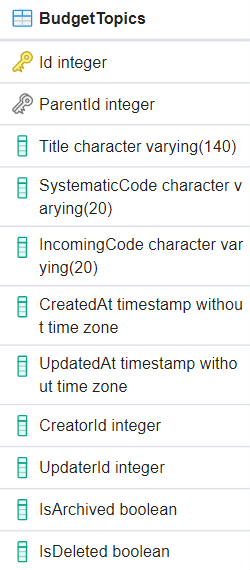 BudgetTopics
Id integer
ParentId integer
Title character varying(140)
SystematicCode character v
arying(20)
IncomingCode character var
ying(20)
CreatedAt timestamp withou
t time zone
UpdatedAt timestamp witho
ut time zone
CreatorId integer
UpdaterId integer
IsArchived boolean
IsDeleted boolean